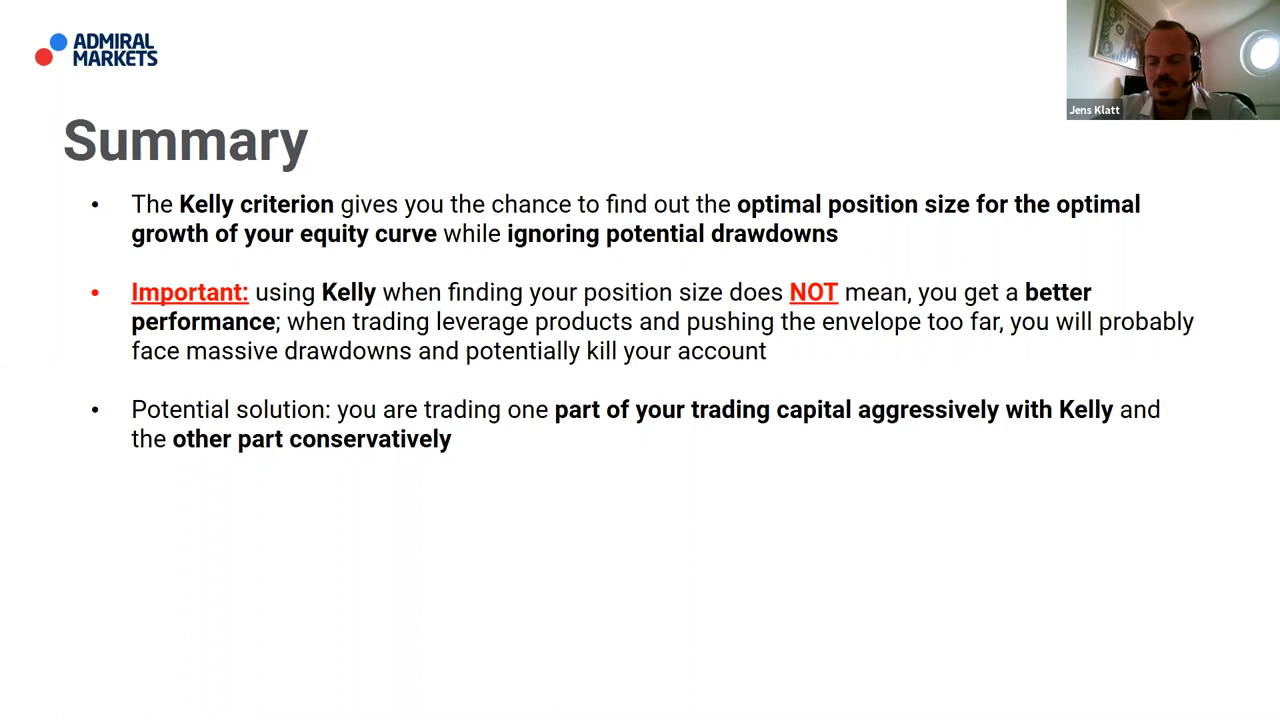 ADMIRAL
MARKETS
Jens Klatt
Summary
• The Kelly criterion gives you the chance to find out the optimal position size for the optimal
growth of your equity curve while ignoring potential drawdowns
• Important: using Kelly when finding your position size does NOT mean, you get a better
performance; when trading leverage products and pushing the envelope too far, you will probably
face massive drawdowns and potentially kill your account
• Potential solution: you are trading one part of your trading capital aggressively with Kelly and
the other part conservatively